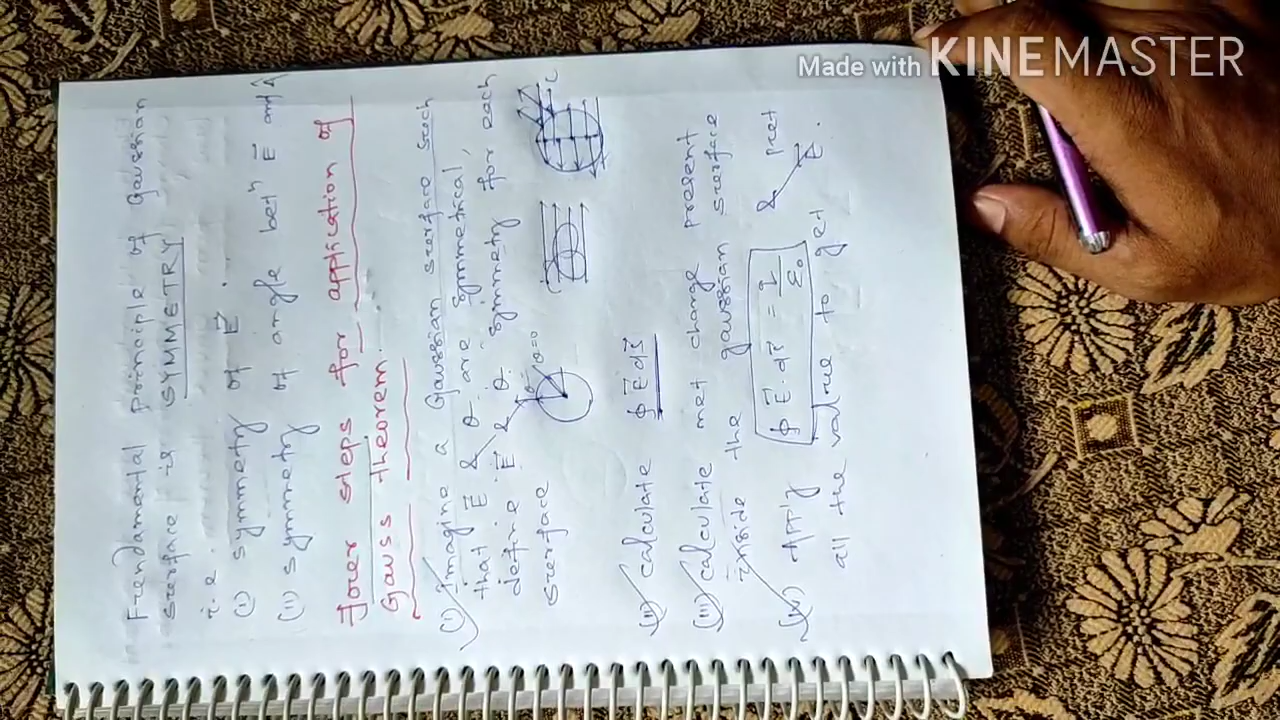 Made with KINEMASTER
Fundamental principle of Gaussian
surface is SYMMETRY
i.e.
(i) symmetry of E⃗.
(ii) symmetry of angle betⁿ E⃗ and Â
Four steps for application of
Gauss theorem.
(i) Imagine a Gaussian surface such
that E⃗ & θ are symmetrical,
define E⃗ & θ symmetry for each
surface
θ=0
(ii) calculate ∮ E⃗ ds⃗
(iii) calculate net charge present
inside the gaussian surface
(iv) Apply ∮ E⃗. ds⃗ = q/ε₀ & put
all the value to get E⃗.